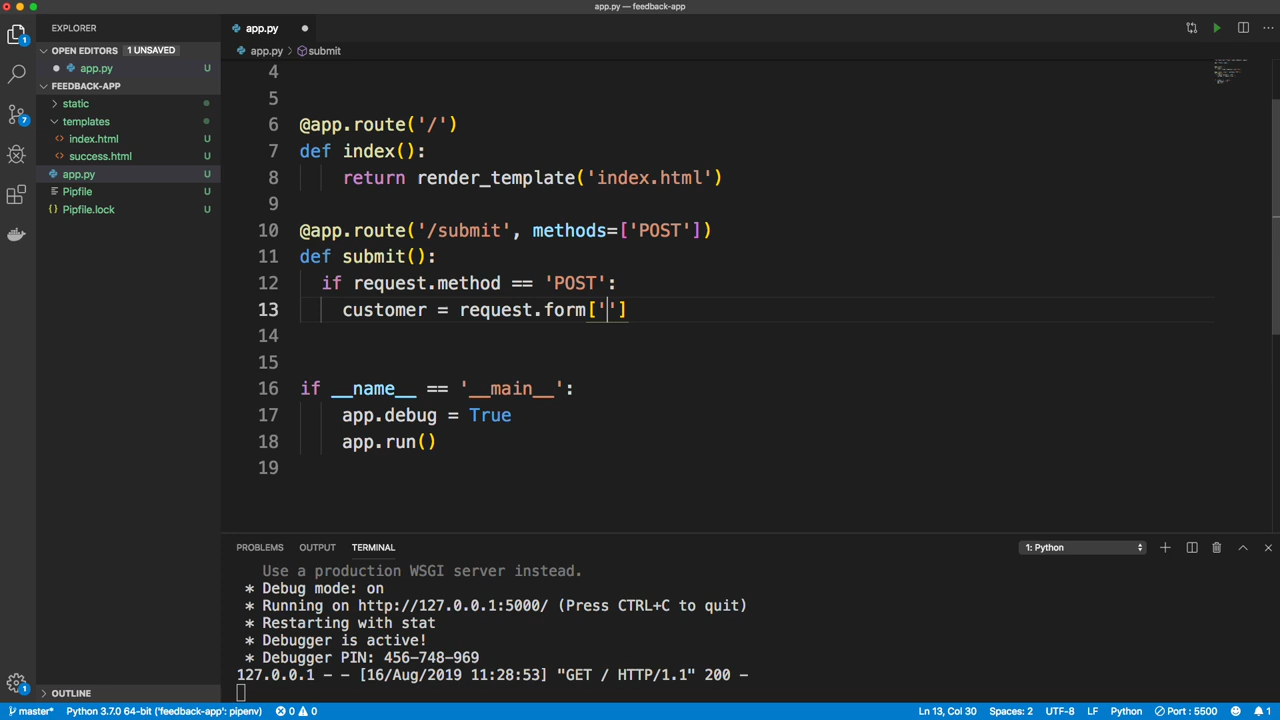 app.py — feedback-app
EXPLORER
OPEN EDITORS 1 UNSAVED
app.py U
FEEDBACK-APP
static
templates
index.html U
success.html U
app.py U
Pipfile U
Pipfile.lock U
OUTLINE
1
7
1
app.py
app.py > submit
4
5
6 @app.route('/')
7 def index():
8 return render_template('index.html')
9
10 @app.route('/submit', methods=['POST'])
11 def submit():
12 if request.method == 'POST':
13 customer = request.form['']
14
15
16 if __name__ == '__main__':
17 app.debug = True
18 app.run()
19
PROBLEMS OUTPUT TERMINAL 1: Python
Use a production WSGI server instead.
* Debug mode: on
* Running on http://127.0.0.1:5000/ (Press CTRL+C to quit)
* Restarting with stat
* Debugger is active!
* Debugger PIN: 456-748-969
127.0.0.1 - - [16/Aug/2019 11:28:53] "GET / HTTP/1.1" 200 -
master* Python 3.7.0 64-bit ('feedback-app': pipenv) 0 0 Ln 13, Col 30 Spaces: 2 UTF-8 LF Python Port : 5500 1